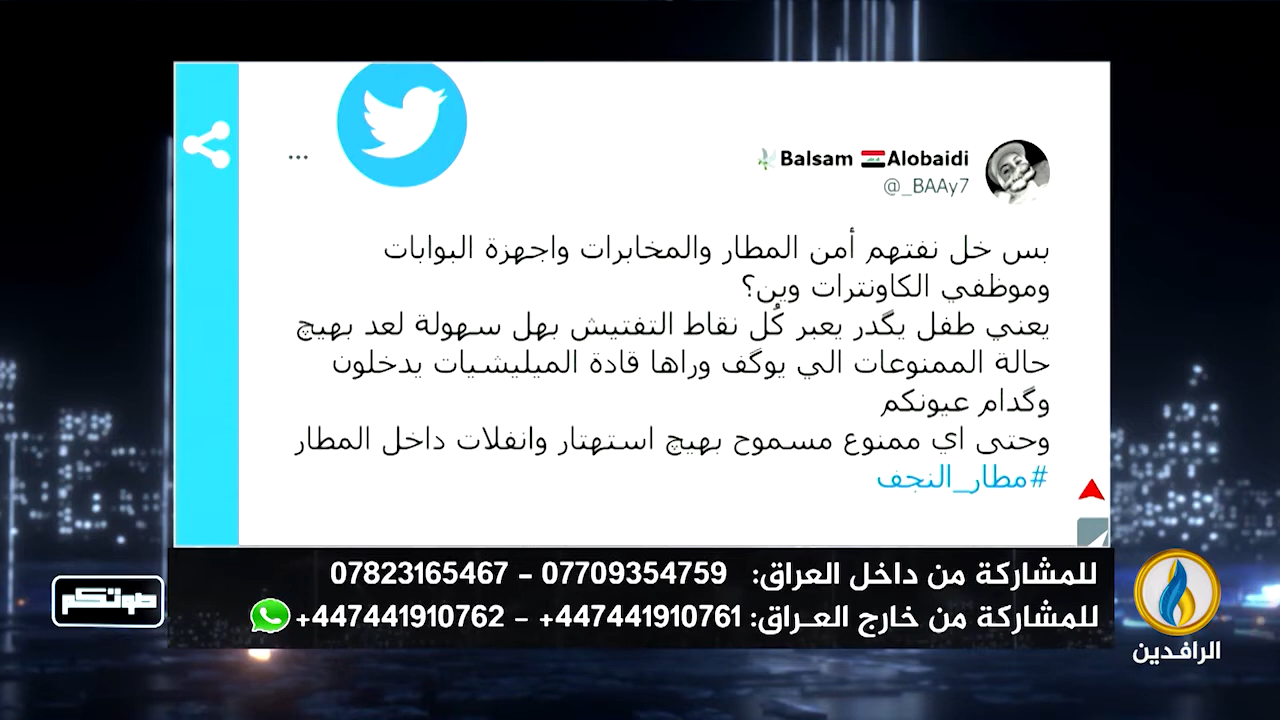 Balsam Alobaidi
@_BAAy7
بس خل نفتهم أمن المطار والمخابرات واجهزة البوابات
وموظفي الكاونترات وين؟
يعني طفل يگدر يعبر كُل نقاط التفتيش بهل سهولة لعد بهيچ
حالة الممنوعات الي يوگف وراها قادة الميليشيات يدخلون
وگدام عيونكم
وحتى اي ممنوع مسموح بهيچ استهتار وانفلات داخل المطار
#مطار_النجف
للمشاركة من داخل العراق: 07709354759 - 07823165467
للمشاركة من خارج العـراق: 447441910761+ - 447441910762+
صوتكم
الرافدين